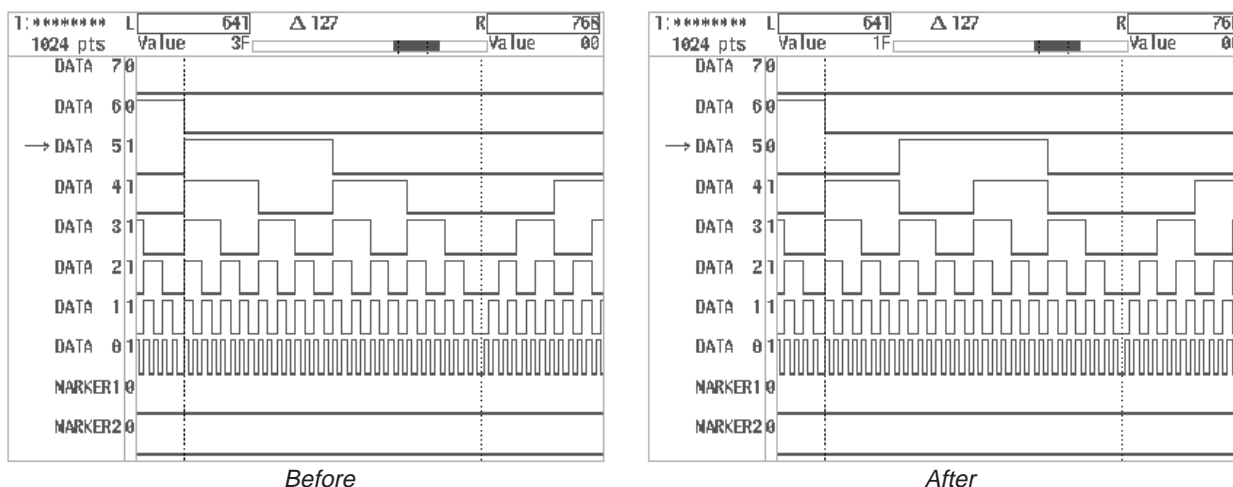 1:******** L 641 Δ 127 R 768
1024 pts Value 3F Value 00
DATA 7 0
DATA 6 0
→ DATA 5 1
DATA 4 1
DATA 3 1
DATA 2 1
DATA 1 1
DATA 0 1
MARKER1 0
MARKER2 0
Before
1:******** L 641 Δ 127 R
1024 pts Value 1F Value
DATA 7 0
DATA 6 0
→ DATA 5 0
DATA 4 1
DATA 3 1
DATA 2 1
DATA 1 1
DATA 0 1
MARKER1 0
MARKER2 0
After